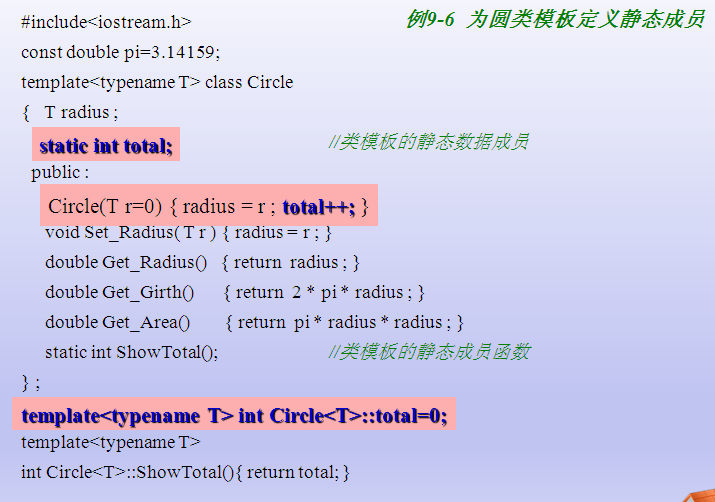 例9-6 为圆类模板定义静态成员
#include<iostream.h>
const double pi=3.14159;
template<typename T> class Circle
{ T radius ;
static int total; //类模板的静态数据成员
public :
Circle(T r=0) { radius = r ; total++; }
void Set_Radius( T r ) { radius = r ; }
double Get_Radius() { return radius ; }
double Get_Girth() { return 2 * pi * radius ; }
double Get_Area() { return pi * radius * radius ; }
static int ShowTotal(); //类模板的静态成员函数
} ;
template<typename T> int Circle<T>::total=0;
template<typename T>
int Circle<T>::ShowTotal(){ return total; }